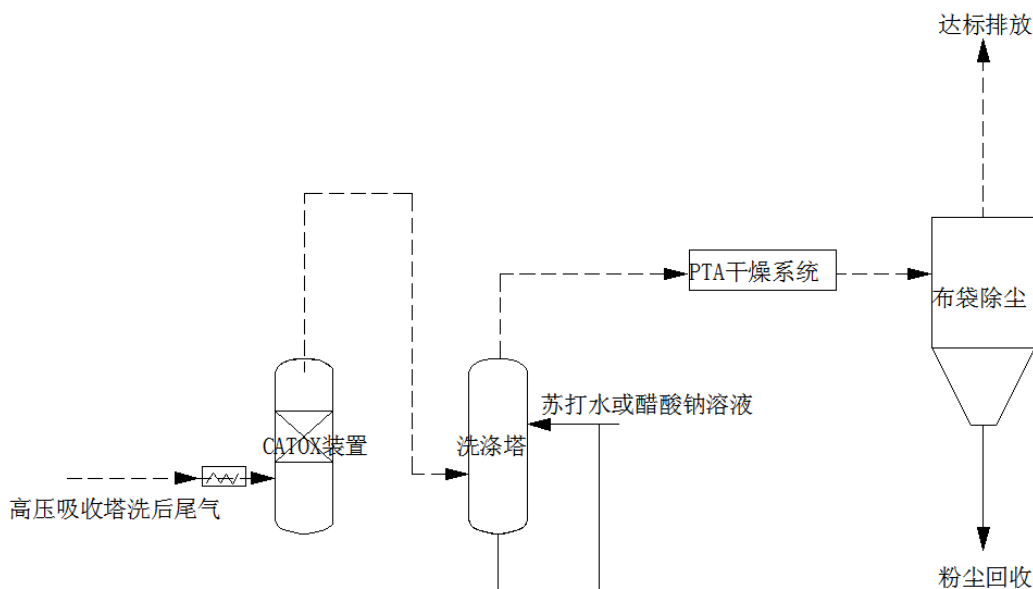 达标排放
PTA干燥系统
布袋除尘
苏打水或醋酸钠溶液
CATOX装置
洗涤塔
高压吸收塔洗后尾气
粉尘回收